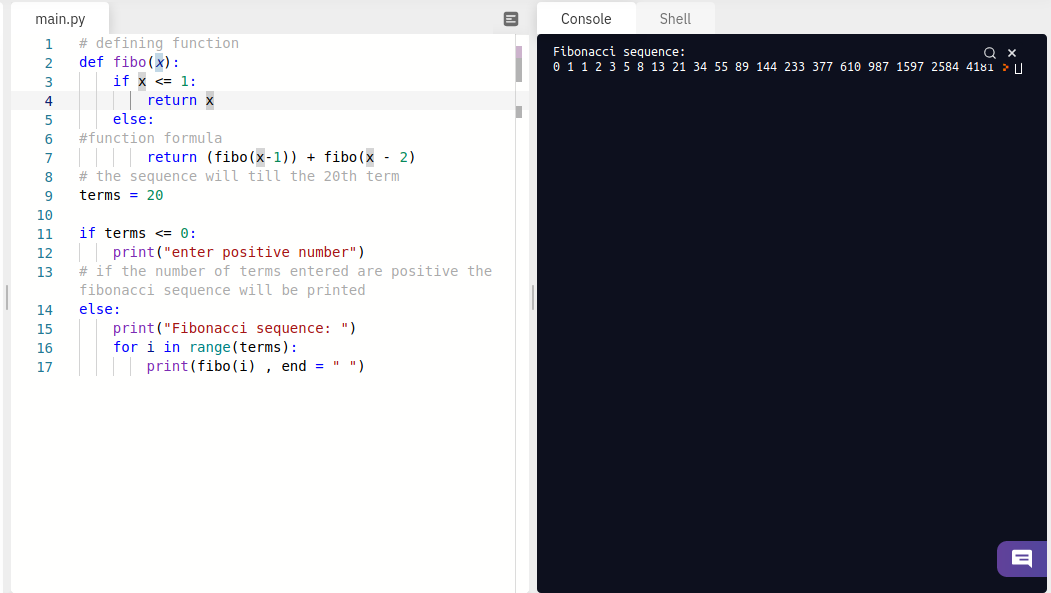 main.py
1 # defining function
2 def fibo(x):
3 if x <= 1:
4 return x
5 else:
6 #function formula
7 return (fibo(x-1)) + fibo(x - 2)
8 # the sequence will till the 20th term
9 terms = 20
10
11 if terms <= 0:
12 print("enter positive number")
13 # if the number of terms entered are positive the
fibonacci sequence will be printed
14 else:
15 print("Fibonacci sequence: ")
16 for i in range(terms):
17 print(fibo(i) , end = " ")
Console Shell
Fibonacci sequence:
0 1 1 2 3 5 8 13 21 34 55 89 144 233 377 610 987 1597 2584 4181 >